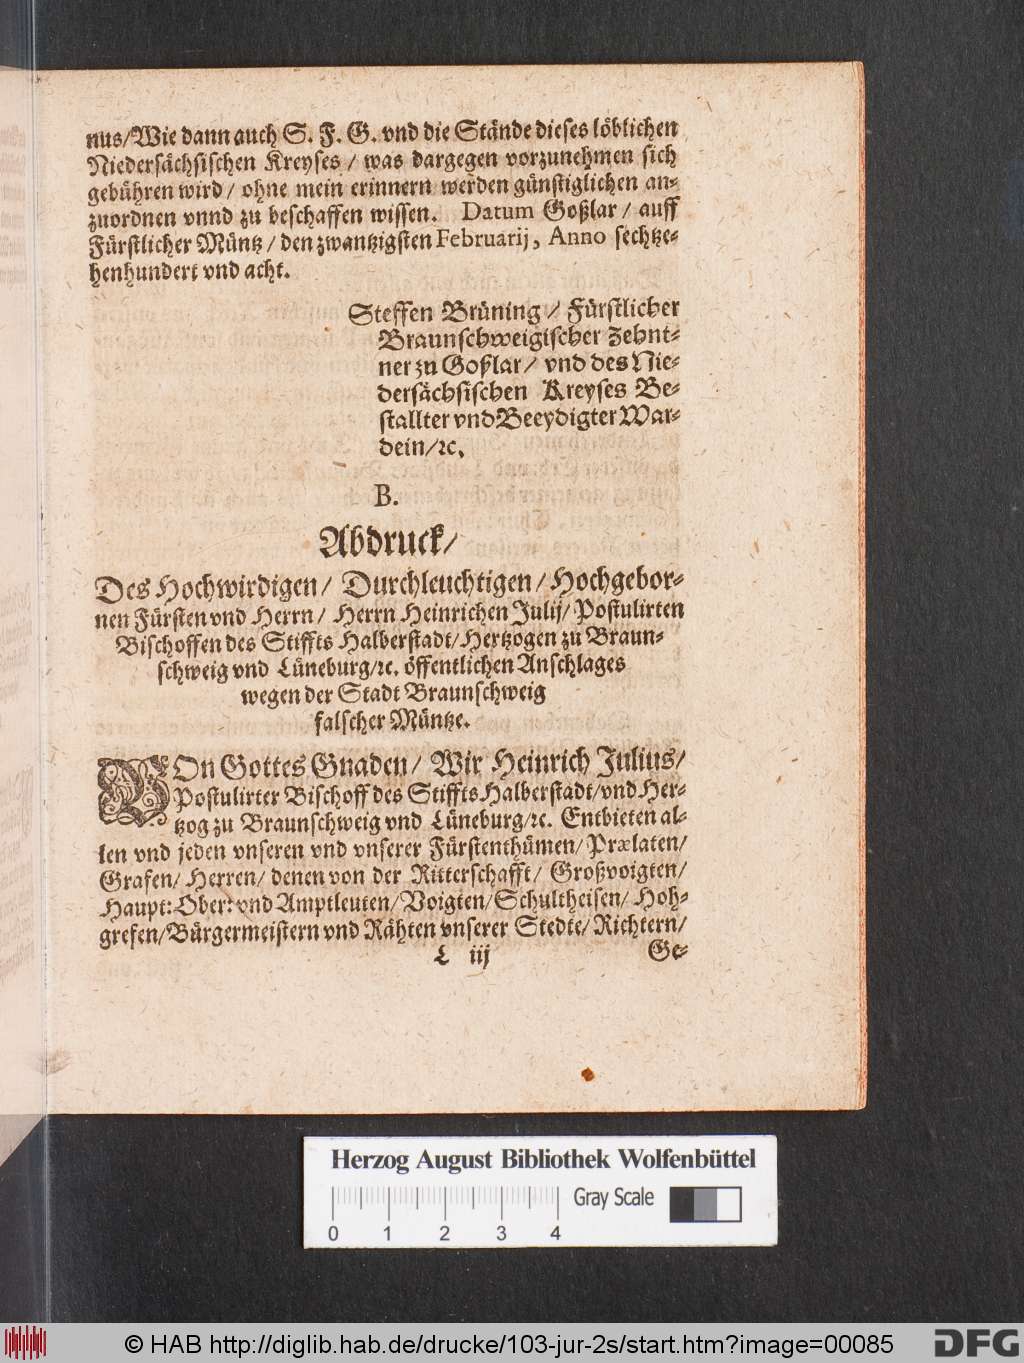 nus/Wie dann auch S. F. G. vnd die Stände dieses löblichen
Niedersächsischen Kreyses / was dargegen vorzunehmen sich
gebühren wird / ohne mein erinnern werden günstiglichen an-
zuordnen vnnd zu beschaffen wissen. Datum Goßlar / auff
Fürstlicher Müntz / den zwantzigsten Februarij, Anno sechtze-
henhundert vnd acht.
Steffen Brüning / Fürstlicher
Braunschweigischer Zehnt-
ner zu Goßlar / vnd des Nie-
dersächsischen Kreyses Be-
stallter vnd Beeydigter War-
dein/ꝛc.
B.
Abdruck/
Des Hochwirdigen / Durchleuchtigen / Hochgebor-
nen Fürsten vnd Herrn / Herrn Heinrichen Julij / Postulirten
Bischoffen des Stiffts Halberstadt / Hertzogen zu Braun-
schweig vnd Lüneburg/ꝛc. öffentlichen Anschlages
wegen der Stadt Braunschweig
falscher Müntze.
VOn Gottes Gnaden / Wir Heinrich Julius /
Postulirter Bischoff des Stiffts Halberstadt / vnd Her-
tzog zu Braunschweig vnd Lüneburg/ꝛc. Entbieten al-
len vnd jeden vnseren vnd vnserer Fürstenthümen / Prælaten /
Grafen / Herren / denen von der Ritterschafft / Großvoigten /
Haupt: Ober: vnd Amptleuten / Voigten / Schultheisen / Hoh-
grefen / Bürgermeistern vnd Rähten vnserer Stedte / Richtern /
L iij Ge-
Herzog August Bibliothek Wolfenbüttel
Gray Scale
0 1 2 3 4
© HAB http://diglib.hab.de/drucke/103-jur-2s/start.htm?image=00085
DFG